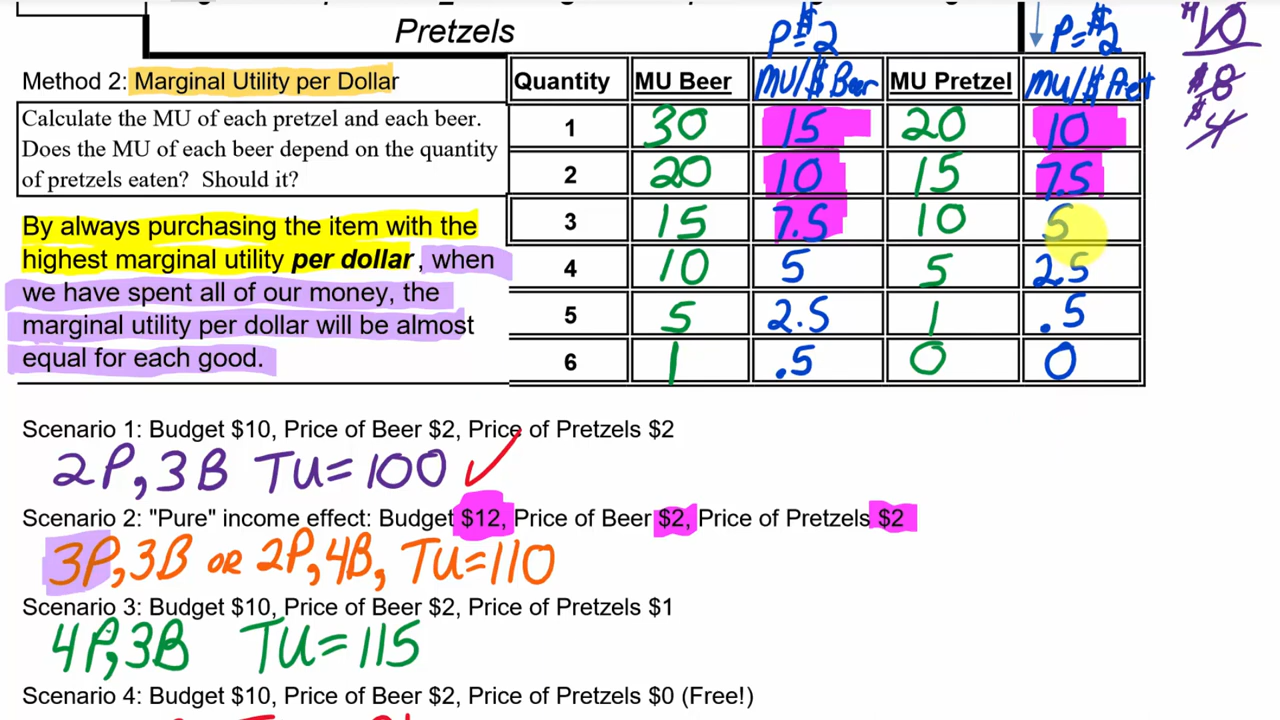 Pretzels
P=$2
P=$2
$10
$8
$4
Method 2: Marginal Utility per Dollar
Calculate the MU of each pretzel and each beer.
Does the MU of each beer depend on the quantity
of pretzels eaten? Should it?
By always purchasing the item with the
highest marginal utility per dollar , when
we have spent all of our money, the
marginal utility per dollar will be almost
equal for each good.
Quantity MU Beer MU/$ Beer MU Pretzel MU/$ Pret
1 30 15 20 10
2 20 10 15 7.5
3 15 7.5 10 5
4 10 5 5 2.5
5 5 2.5 1 .5
6 1 .5 0 0
Scenario 1: Budget $10, Price of Beer $2, Price of Pretzels $2
2P, 3B TU=100 ✓
Scenario 2: "Pure" income effect: Budget $12, Price of Beer $2, Price of Pretzels $2
3P, 3B OR 2P, 4B, TU=110
Scenario 3: Budget $10, Price of Beer $2, Price of Pretzels $1
4P, 3B TU=115
Scenario 4: Budget $10, Price of Beer $2, Price of Pretzels $0 (Free!)